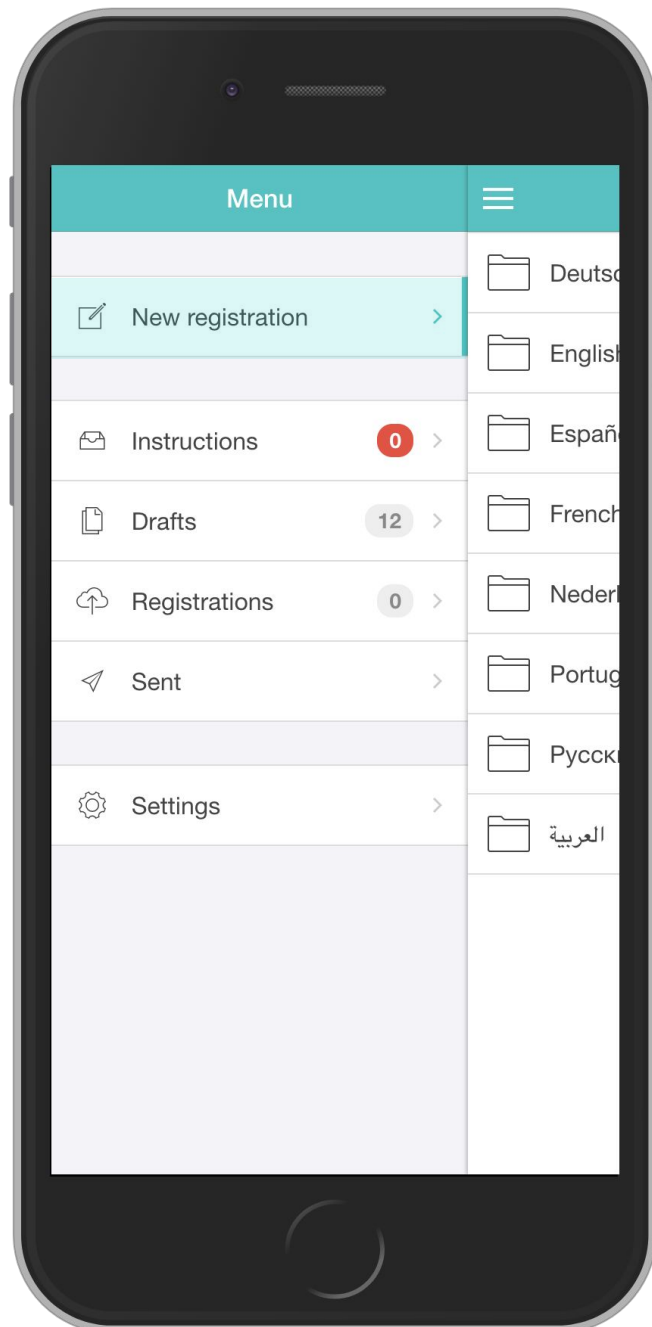 Menu
New registration
Instructions 0
Drafts 12
Registrations 0
Sent
Settings
Deutsc
English
Españ
French
Nederl
Portug
Русск
العربية